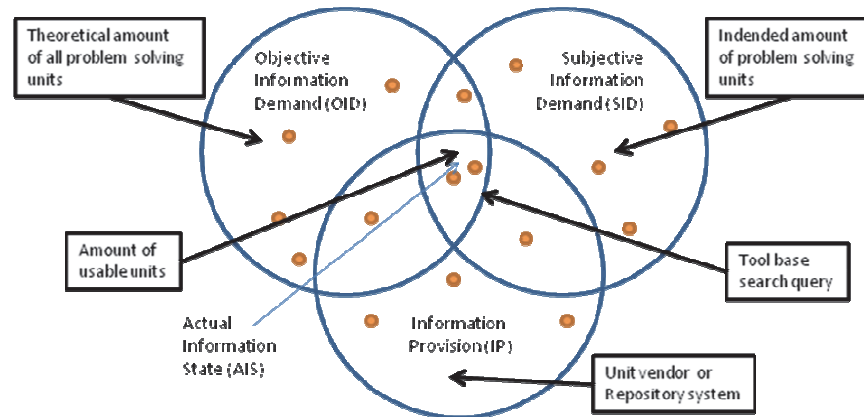 Theoretical amount
of all problem solving
units
Objective
Information
Demand (OID)
Subjective
Information
Demand (SID)
Indended amount
of problem solving
units
Amount of
usable units
Tool base
search query
Actual
Information
State (AIS)
Information
Provision (IP)
Unit vendor or
Repository system